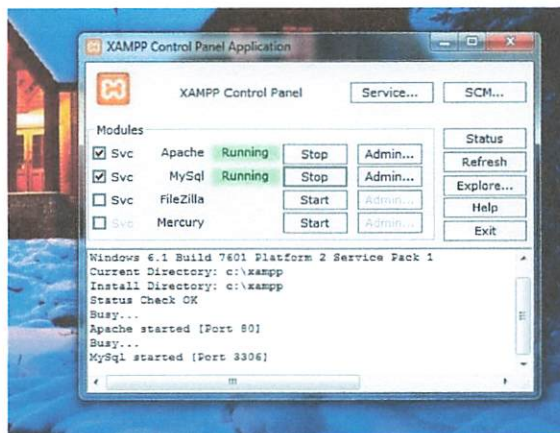 XAMPP Control Panel Application
XAMPP Control Panel Service... SCM...
Modules
Svc Apache Running Stop Admin...
Svc MySql Running Stop Admin...
Svc FileZilla Start Admin...
Svc Mercury Start Admin...
Status
Refresh
Explore...
Help
Exit
Windows 6.1 Build 7601 Platform 2 Service Pack 1
Current Directory: c:\xampp
Install Directory: c:\xampp
Status Check OK
Busy...
Apache started [Port 80]
Busy...
MySql started [Port 3306]